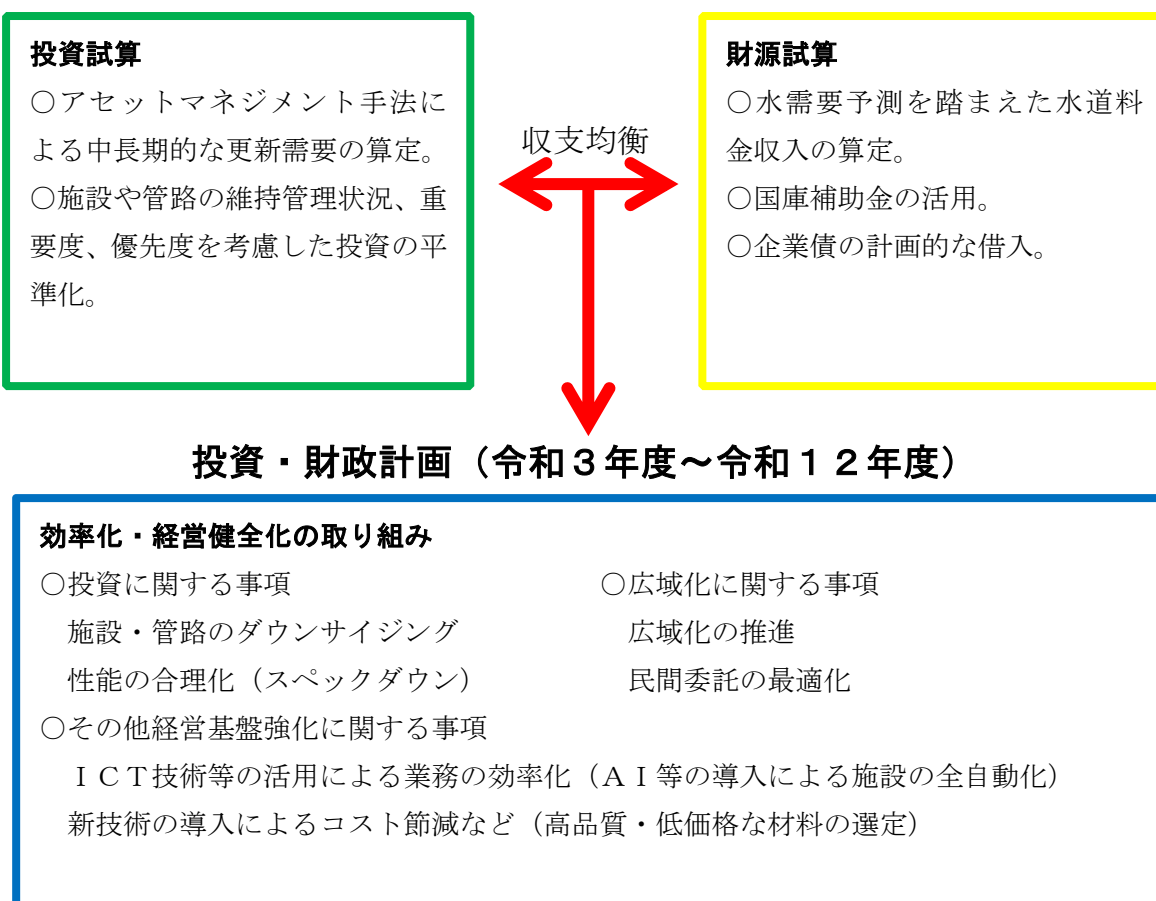 投資試算
○アセットマネジメント手法に
よる中長期的な更新需要の算定。
○施設や管路の維持管理状況、重
要度、優先度を考慮した投資の平
準化。
収支均衡
財源試算
○水需要予測を踏まえた水道料
金収入の算定。
○国庫補助金の活用。
○企業債の計画的な借入。
投資・財政計画（令和３年度～令和１２年度）
効率化・経営健全化の取り組み
○投資に関する事項　　　　　　○広域化に関する事項
施設・管路のダウンサイジング　　　　　広域化の推進
性能の合理化（スペックダウン）　　　　民間委託の最適化
○その他経営基盤強化に関する事項
ＩＣＴ技術等の活用による業務の効率化（ＡＩ等の導入による施設の全自動化）
新技術の導入によるコスト節減など（高品質・低価格な材料の選定）